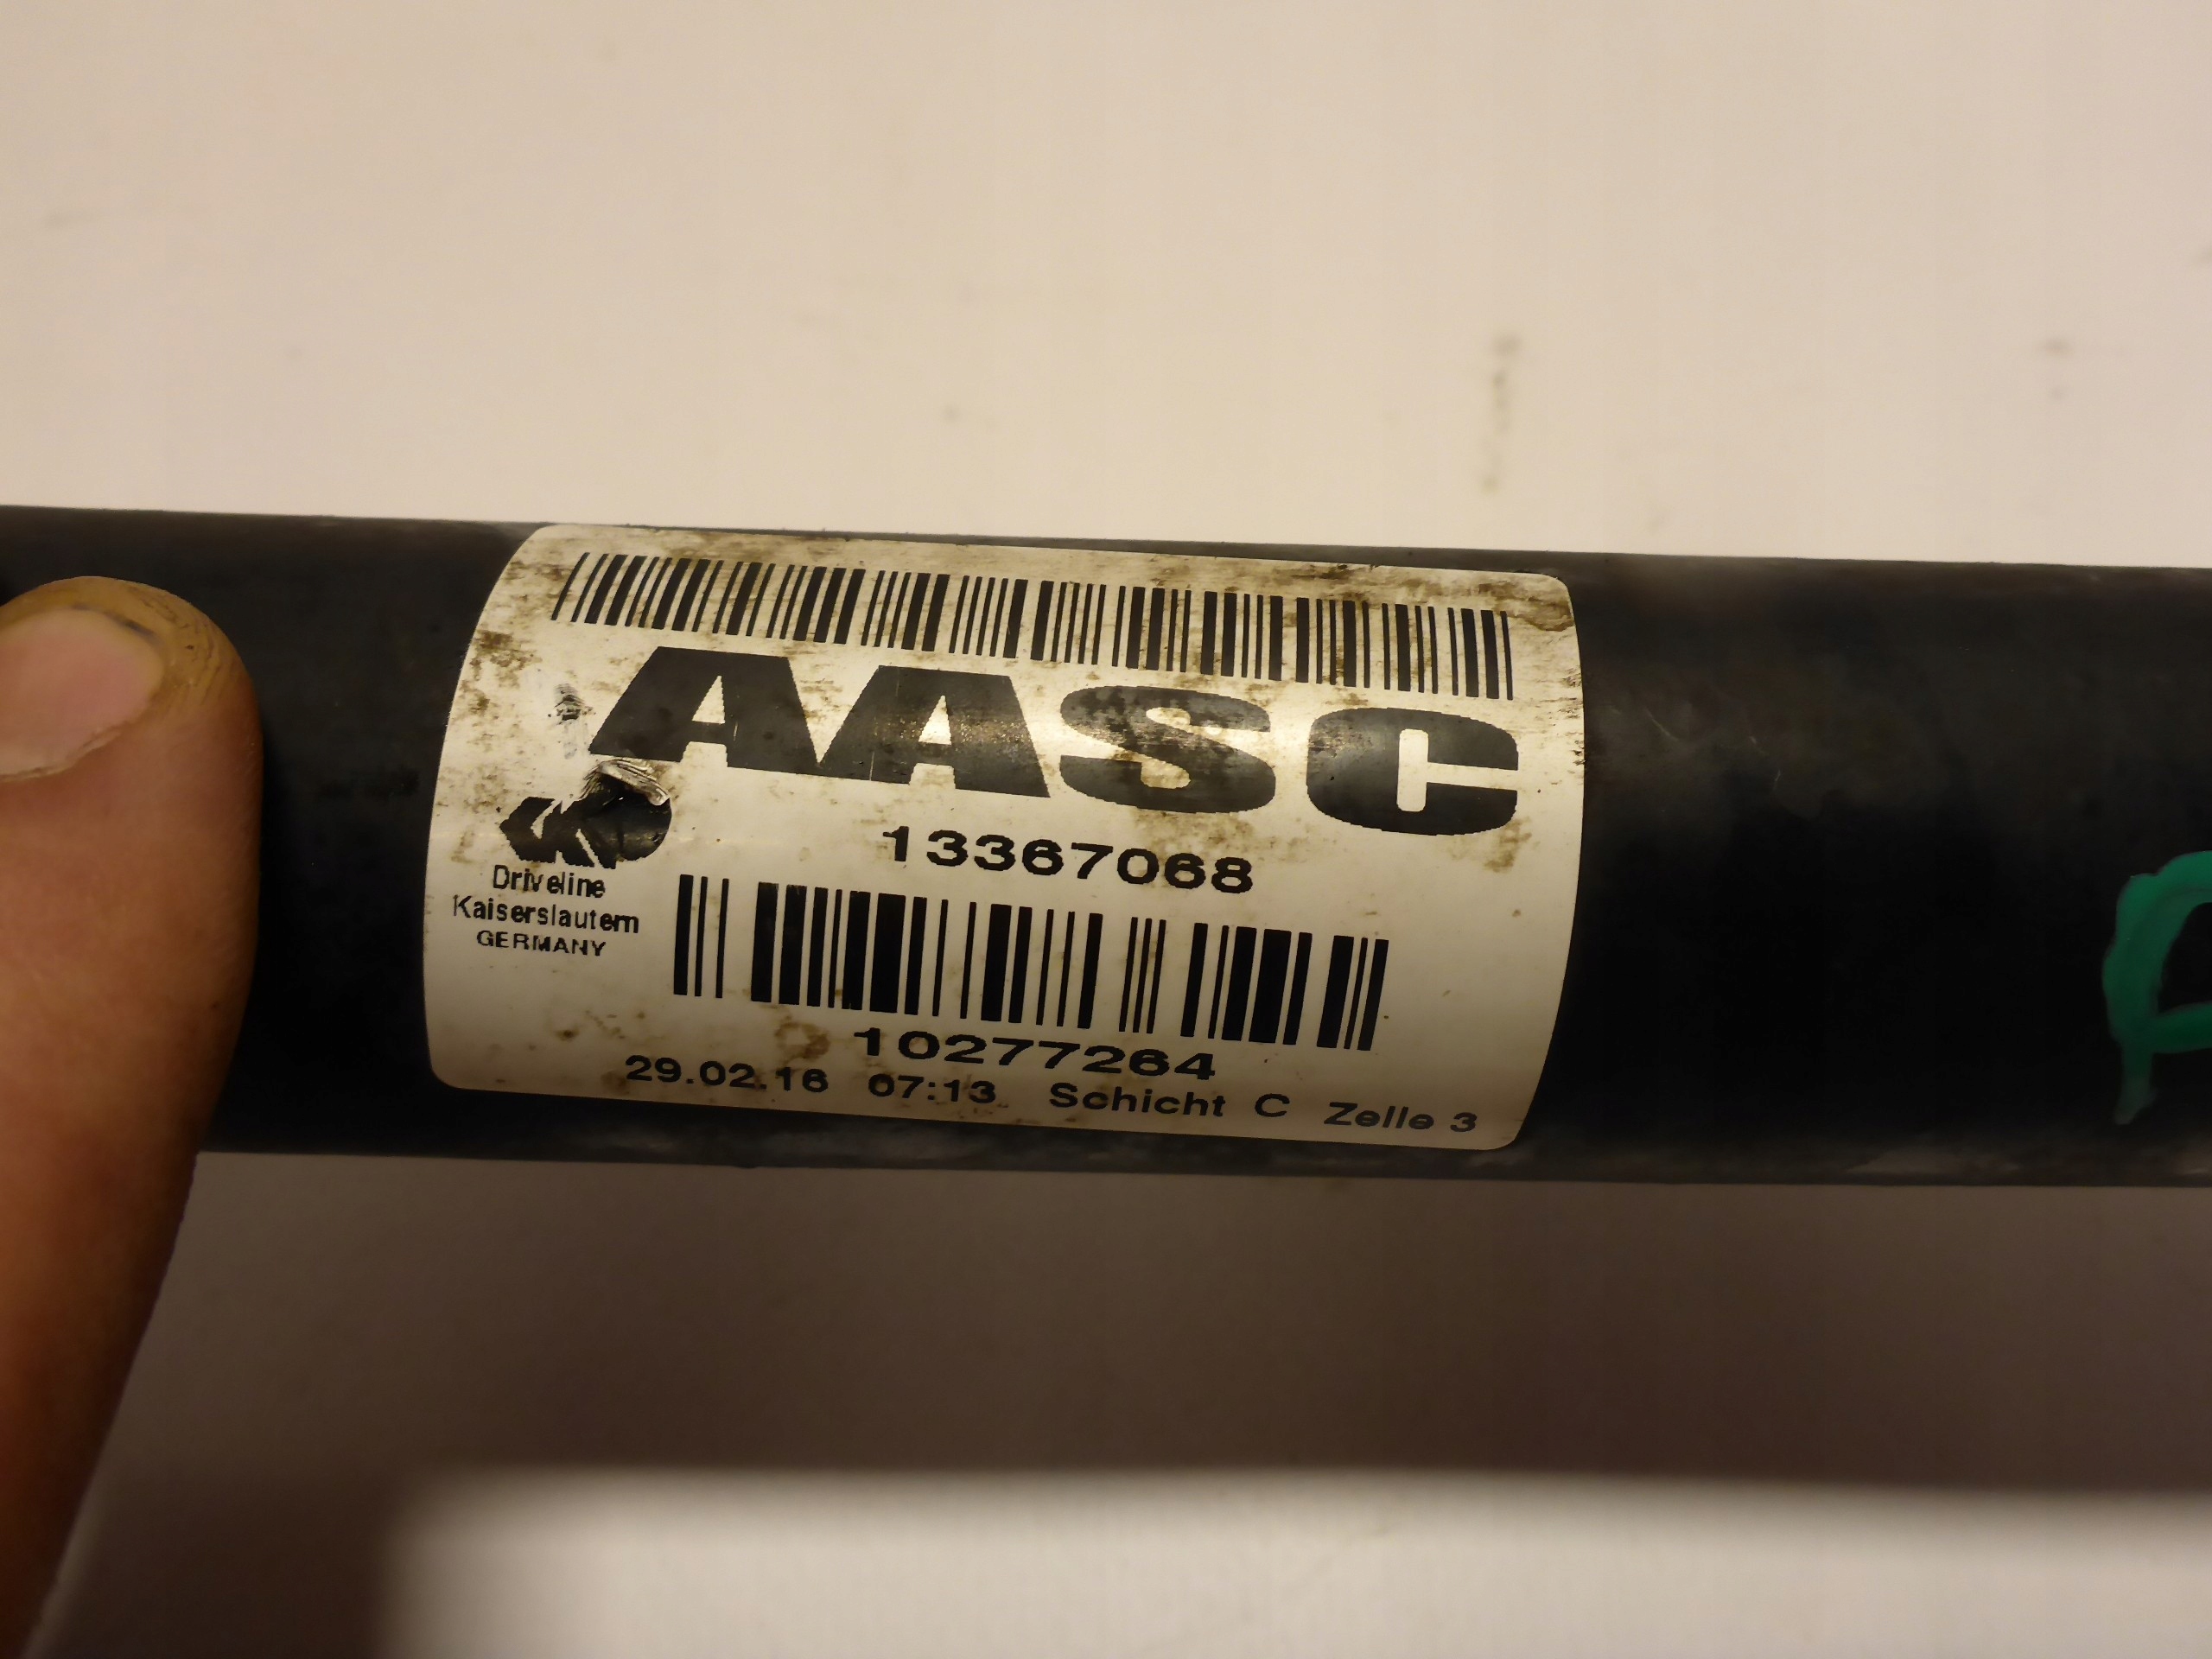 AASC
13367068
Driveline
Kaiserslautern
GERMANY
10277264
29.02.16 07:13 Schicht C Zelle 3